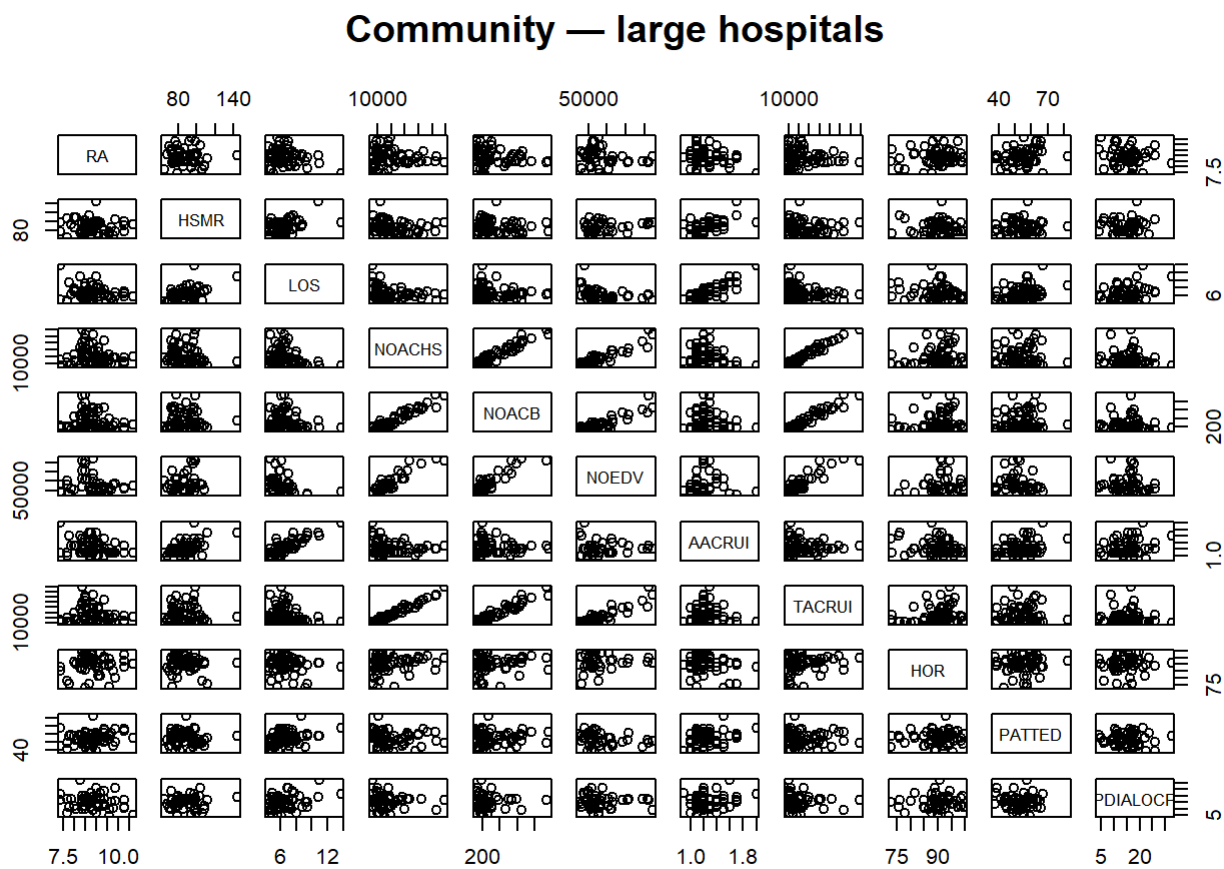 Community — large hospitals
80 140 10000 50000 10000 40 70
RA 7.5
80 HSMR
LOS 6
10000 NOACHS
NOACB 200
50000 NOEDV
AACRUI 1.0
10000 TACRUI
HOR 75
40 PATTED
PDIALOCF 5
7.5 10.0 6 12 200 1.0 1.8 75 90 5 20